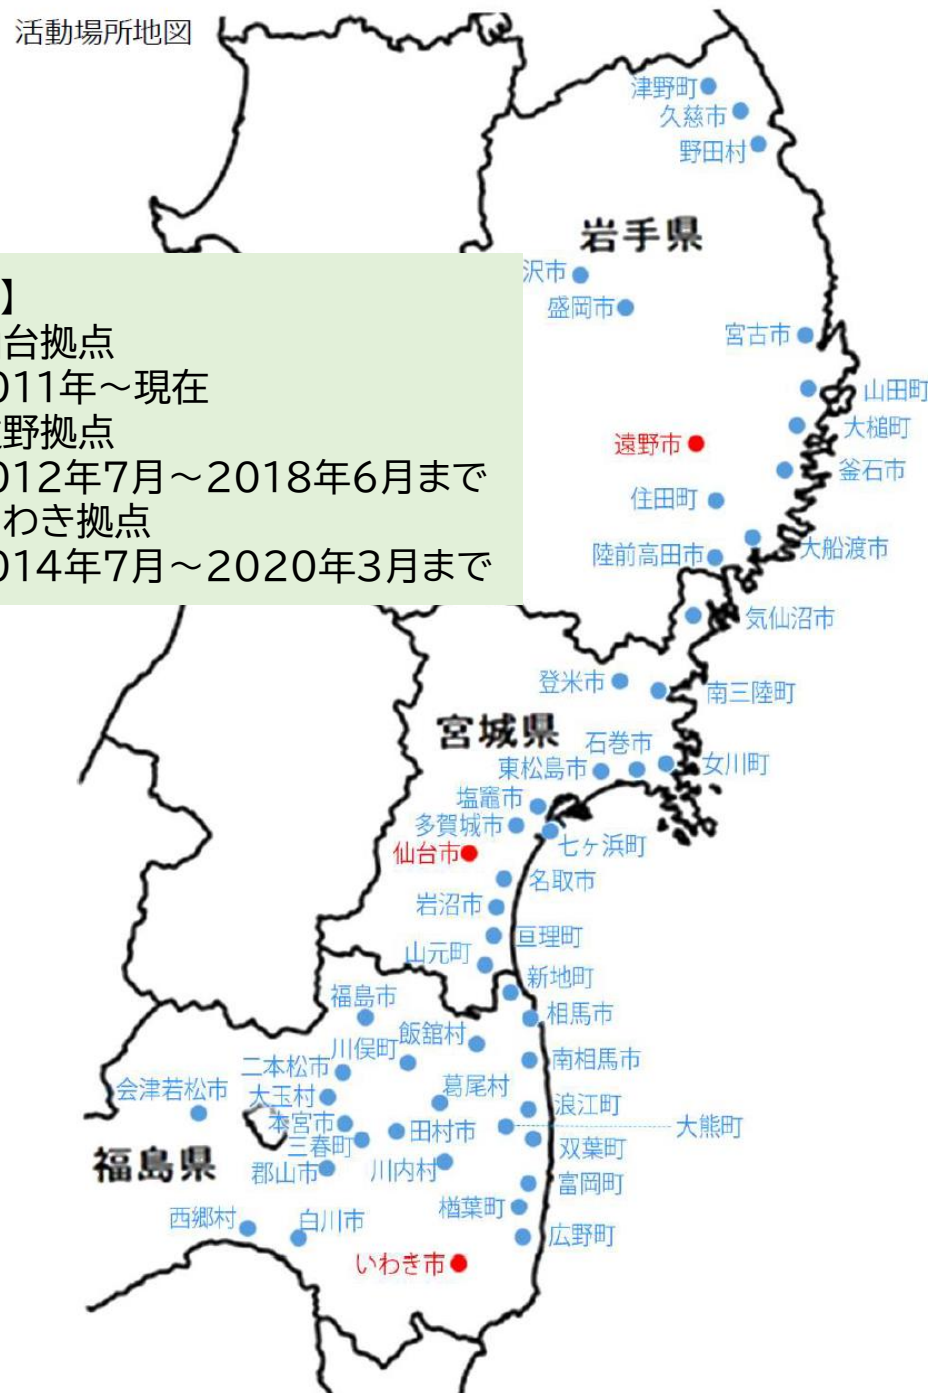 活動場所地図
津野町
久慈市
野田村
岩手県
】
沢市
台拠点
盛岡市
宮古市
011年～現在
山田町
野拠点
大槌町
遠野市
釜石市
012年7月～2018年6月まで
住田町
わき拠点
大船渡市
陸前高田市
014年7月～2020年3月まで
気仙沼市
登米市
南三陸町
宮城県
石巻市
女川町
東松島市
塩竈市
多賀城市
七ヶ浜町
仙台市
名取市
岩沼市
亘理町
山元町
新地町
福島市
相馬市
飯舘村
川俣町
南相馬市
二本松市
会津若松市
大玉村
葛尾村
浪江町
本宮市
田村市
大熊町
三春町
双葉町
福島県
郡山市
川内村
富岡町
楢葉町
西郷村
白川市
広野町
いわき市